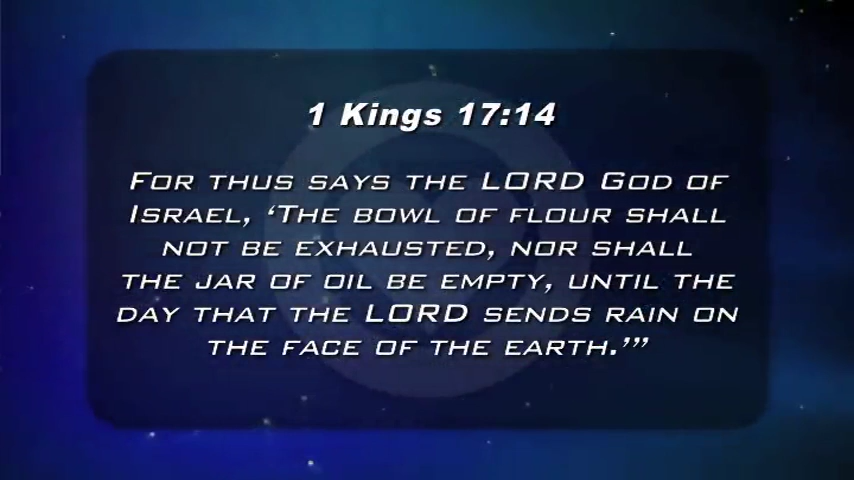 1 Kings 17:14
For thus says the LORD God of
Israel, ‘The bowl of flour shall
not be exhausted, nor shall
the jar of oil be empty, until the
day that the LORD sends rain on
the face of the earth.’”